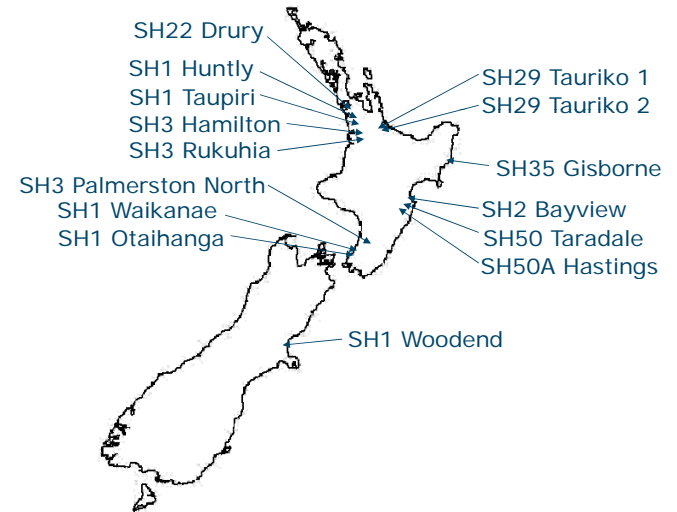 SH22 Drury
SH1 Huntly
SH1 Taupiri
SH3 Hamilton
SH3 Rukuhia
SH3 Palmerston North
SH1 Waikanae
SH1 Otaihanga
SH29 Tauriko 1
SH29 Tauriko 2
SH35 Gisborne
SH2 Bayview
SH50 Taradale
SH50A Hastings
SH1 Woodend